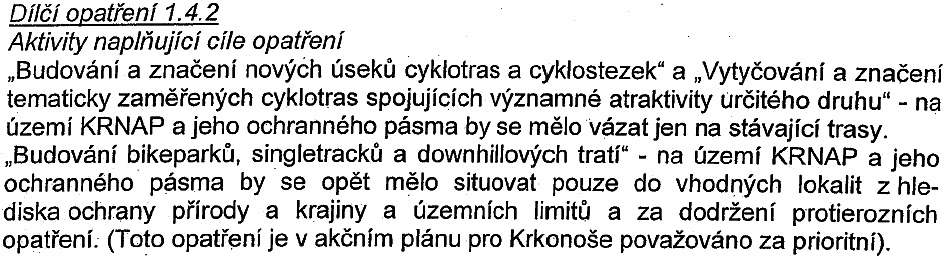 Dílčí opatření 1.4.2
Aktivity naplňující cíle opatření
„Budování a značení nových úseků cyklotras a cyklostezek“ a „Vytyčování a značení
tematicky zaměřených cyklotras spojujících významné atraktivity určitého druhu“ - na
území KRNAP a jeho ochranného pásma by se mělo vázat jen na stávající trasy.
„Budování bikeparků, singletracků a downhillových tratí“ - na území KRNAP a jeho
ochranného pásma by se opět mělo situovat pouze do vhodných lokalit z hle-
diska ochrany přírody a krajiny a územních limitů a za dodržení protierozních
opatření. (Toto opatření je v akčním plánu pro Krkonoše považováno za prioritní).